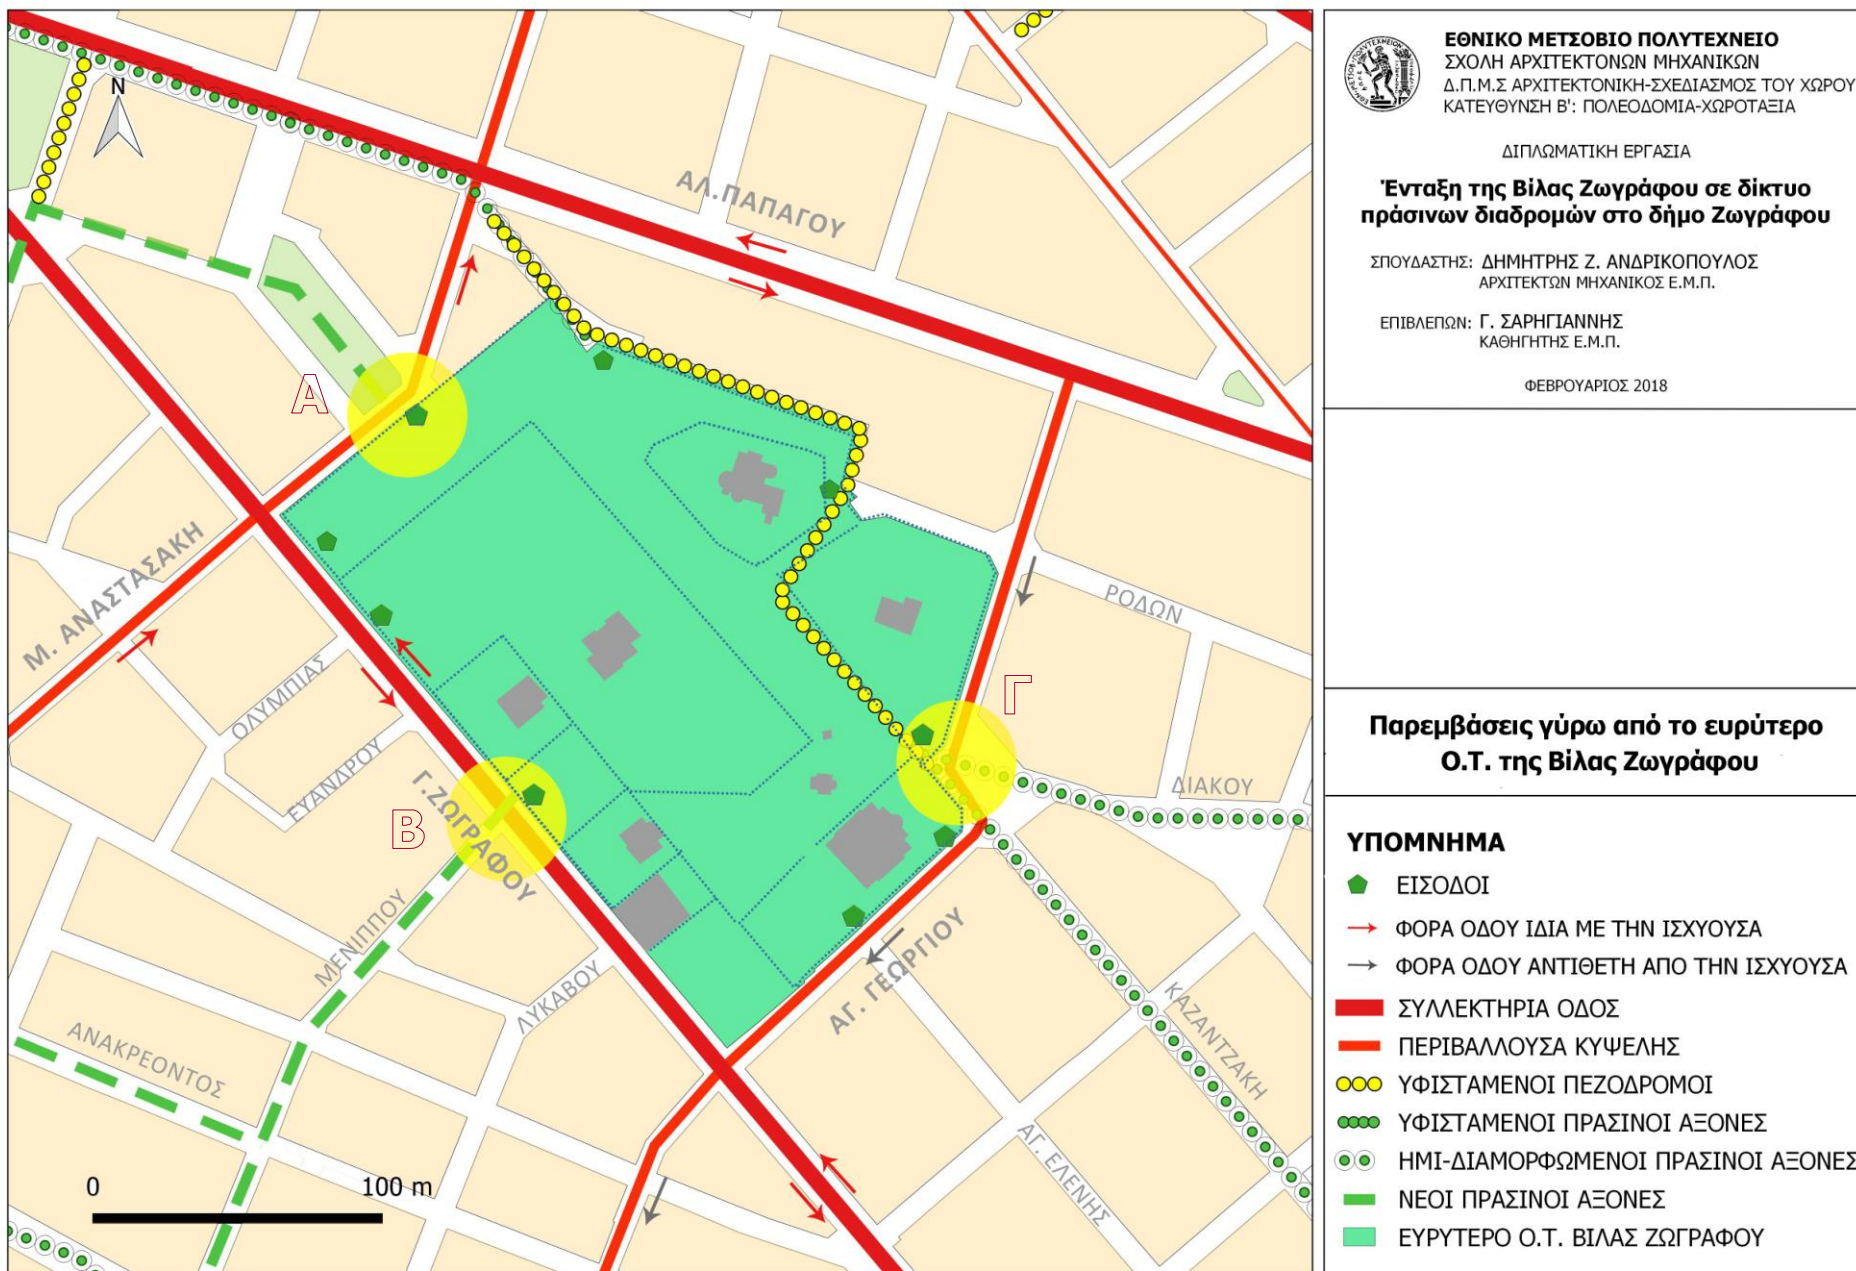 N
ΑΛ.ΠΑΠΑΓΟΥ
Α
Μ. ΑΝΑΣΤΑΣΑΚΗ
ΟΛΥΜΠΙΑΣ
ΕΥΑΝΔΡΟΥ
Γ.ΖΩΓΡΑΦΟΥ
Β
ΜΕΝΙΠΠΟΥ
ΛΥΚΑΒΟΥ
ΑΝΑΚΡΕΟΝΤΟΣ
ΡΟΔΩΝ
Γ
ΔΙΑΚΟΥ
ΑΓ. ΓΕΩΡΓΙΟΥ
ΚΑΖΑΝΤΖΑΚΗ
ΑΓ. ΕΛΕΝΗΣ
0 100 m
ΕΘΝΙΚΟ ΜΕΤΣΟΒΙΟ ΠΟΛΥΤΕΧΝΕΙΟ
ΣΧΟΛΗ ΑΡΧΙΤΕΚΤΟΝΩΝ ΜΗΧΑΝΙΚΩΝ
Δ.Π.Μ.Σ ΑΡΧΙΤΕΚΤΟΝΙΚΗ-ΣΧΕΔΙΑΣΜΟΣ ΤΟΥ ΧΩΡΟΥ
ΚΑΤΕΥΘΥΝΣΗ Β': ΠΟΛΕΟΔΟΜΙΑ-ΧΩΡΟΤΑΞΙΑ
ΔΙΠΛΩΜΑΤΙΚΗ ΕΡΓΑΣΙΑ
Ένταξη της Βίλας Ζωγράφου σε δίκτυο
πράσινων διαδρομών στο δήμο Ζωγράφου
ΣΠΟΥΔΑΣΤΗΣ: ΔΗΜΗΤΡΗΣ Ζ. ΑΝΔΡΙΚΟΠΟΥΛΟΣ
ΑΡΧΙΤΕΚΤΩΝ ΜΗΧΑΝΙΚΟΣ Ε.Μ.Π.
ΕΠΙΒΛΕΠΩΝ: Γ. ΣΑΡΗΓΙΑΝΝΗΣ
ΚΑΘΗΓΗΤΗΣ Ε.Μ.Π.
ΦΕΒΡΟΥΑΡΙΟΣ 2018
Παρεμβάσεις γύρω από το ευρύτερο
Ο.Τ. της Βίλας Ζωγράφου
ΥΠΟΜΝΗΜΑ
ΕΙΣΟΔΟΙ
ΦΟΡΑ ΟΔΟΥ ΙΔΙΑ ΜΕ ΤΗΝ ΙΣΧΥΟΥΣΑ
ΦΟΡΑ ΟΔΟΥ ΑΝΤΙΘΕΤΗ ΑΠΟ ΤΗΝ ΙΣΧΥΟΥΣΑ
ΣΥΛΛΕΚΤΗΡΙΑ ΟΔΟΣ
ΠΕΡΙΒΑΛΛΟΥΣΑ ΚΥΨΕΛΗΣ
ΥΦΙΣΤΑΜΕΝΟΙ ΠΕΖΟΔΡΟΜΟΙ
ΥΦΙΣΤΑΜΕΝΟΙ ΠΡΑΣΙΝΟΙ ΑΞΟΝΕΣ
ΗΜΙ-ΔΙΑΜΟΡΦΩΜΕΝΟΙ ΠΡΑΣΙΝΟΙ ΑΞΟΝΕΣ
ΝΕΟΙ ΠΡΑΣΙΝΟΙ ΑΞΟΝΕΣ
ΕΥΡΥΤΕΡΟ Ο.Τ. ΒΙΛΑΣ ΖΩΓΡΑΦΟΥ